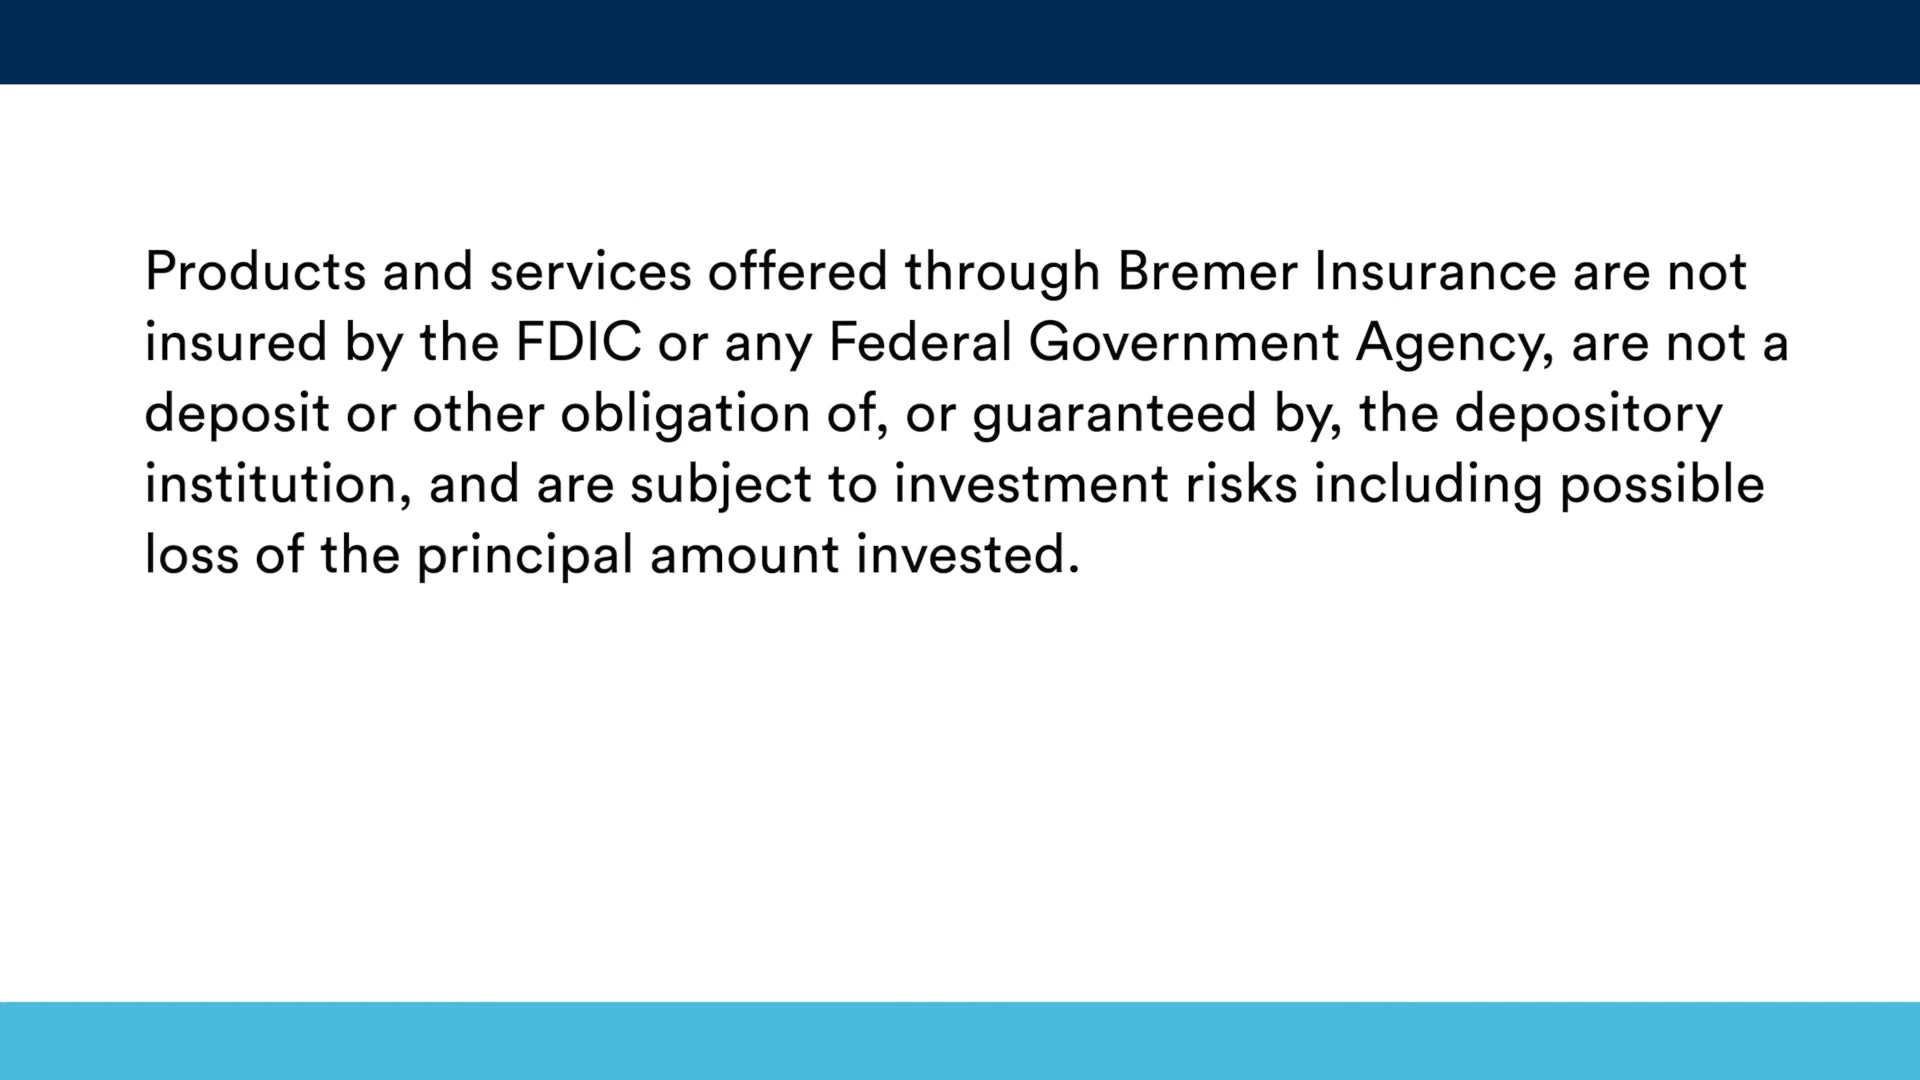 Products and services offered through Bremer Insurance are not
insured by the FDIC or any Federal Government Agency, are not a
deposit or other obligation of, or guaranteed by, the depository
institution, and are subject to investment risks including possible
loss of the principal amount invested.